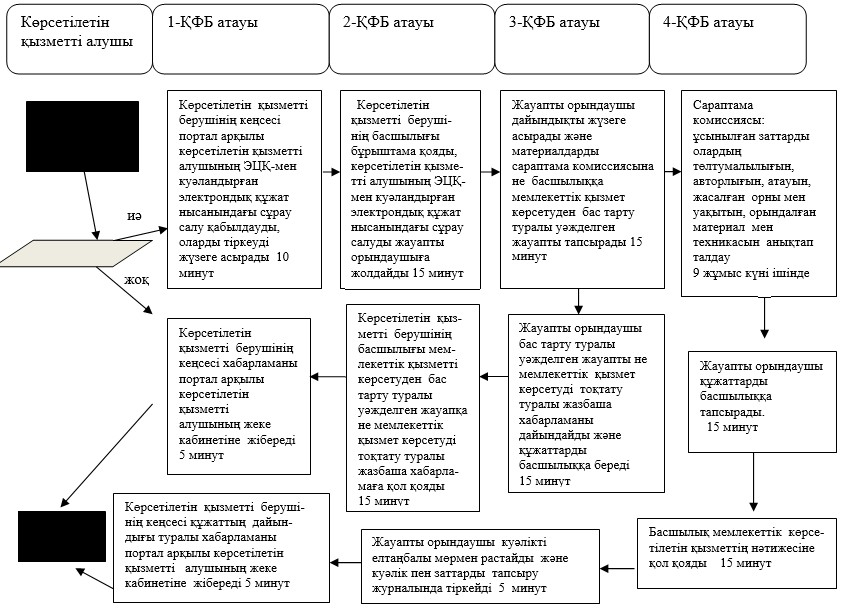 Көрсетілетін
қызметті алушы
1-ҚФБ атауы
2-ҚФБ атауы
3-ҚФБ атауы
4-ҚФБ атауы
Көрсетілетін қызметті
берушінің кеңсесі
портал арқылы
көрсетілетін қызметті
алушының ЭЦҚ-мен
куәландырған
электрондық құжат
нысанындағы сұрау
салу қабылдауды,
оларды тіркеуді
жүзеге асырады 10
минут
Көрсетілетін
қызметті беруші-
нің басшылығы
бұрыштама қояды,
көрсетілетін қызме-
тті алушының ЭЦҚ-
мен куәландырған
электрондық құжат
нысанындағы сұрау
салуды жауапты
орындаушыға
жолдайды 15 минут
Жауапты орындаушы
дайындықты жүзеге
асырады және
материалдарды
сараптама комиссиясына
не басшылыққа
мемлекеттік қызмет
көрсетуден бас тарту
туралы уәжделген
жауапты тапсырады 15
минут
Сараптама
комиссиясы:
ұсынылған заттарды
олардың
төлтумалылығын,
авторлығын, атауын,
жасалған орны мен
уақытын, орындалған
материал мен
техникасын анықтап
талдау
9 жұмыс күні ішінде
иә
жоқ
Көрсетілетін
қызметті берушінің
кеңсесі хабарламаны
портал арқылы
көрсетілетін
қызметті
алушының жеке
кабинетіне жібереді
5 минут
Көрсетілетін қыз-
метті берушінің
басшылығы мем-
лекеттік қызметті
көрсетуден бас
тарту туралы
уәжделген жауапқа
не мемлекеттік
қызмет көрсетуді
тоқтату туралы
жазбаша хабарла-
маға қол қояды
15 минут
Жауапты орындаушы
бас тарту туралы
уәжделген жауапты не
мемлекеттік қызмет
көрсетуді тоқтату
туралы жазбаша
хабарламаны
дайындайды және
құжаттарды
басшылыққа береді
15 минут
Жауапты орындаушы
құжаттарды
басшылыққа
тапсырады.
15 минут
Көрсетілетін қызметті беруші-
нің кеңсесі құжаттың дайын-
дығы туралы хабарламаны
портал арқылы көрсетілетін
қызметті алушының жеке
кабинетіне жібереді 5 минут
Жауапты орындаушы куәлікті
елтаңбалы мөрмен растайды және
куәлік пен заттарды тапсыру
журналында тіркейді 5 минут
Басшылық мемлекеттік көрсе-
тілетін қызметтің нәтижесіне
қол қояды 15 минут